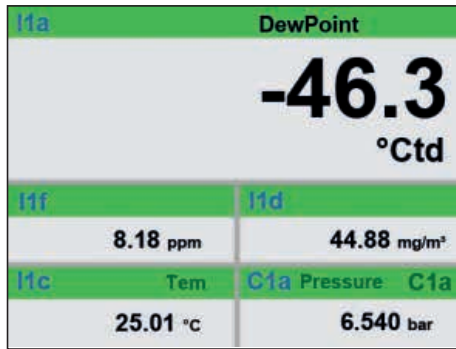 I1a DewPoint
-46.3
°Ctd
I1f I1d
8.18 ppm 44.88 mg/m³
I1c Tem C1a Pressure C1a
25.01 °C 6.540 bar